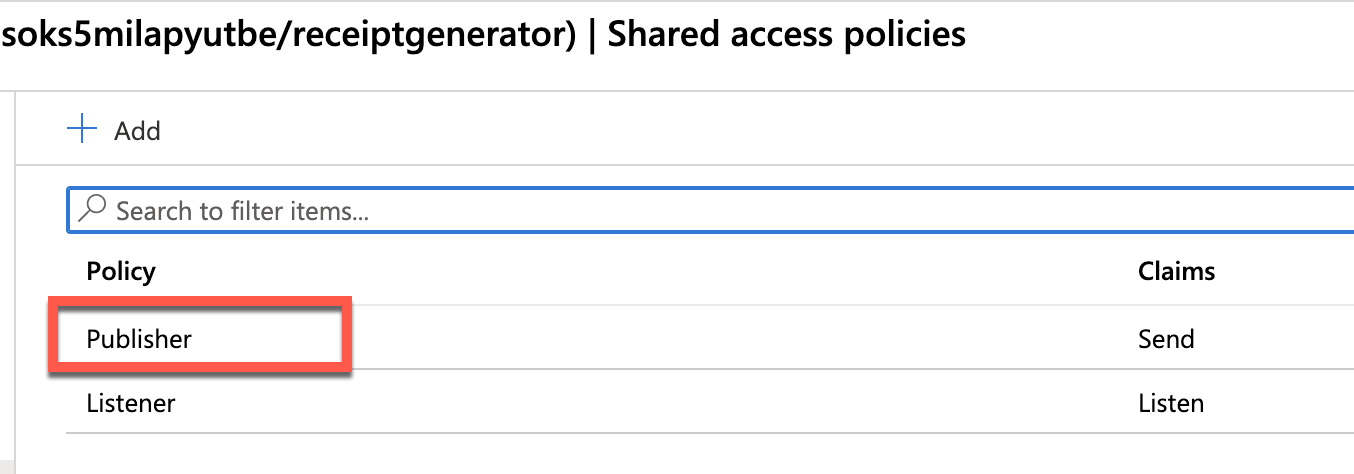 soks5milapyutbe/receiptgenerator) | Shared access policies
Add
Search to filter items...
Policy Claims
Publisher Send
Listener Listen